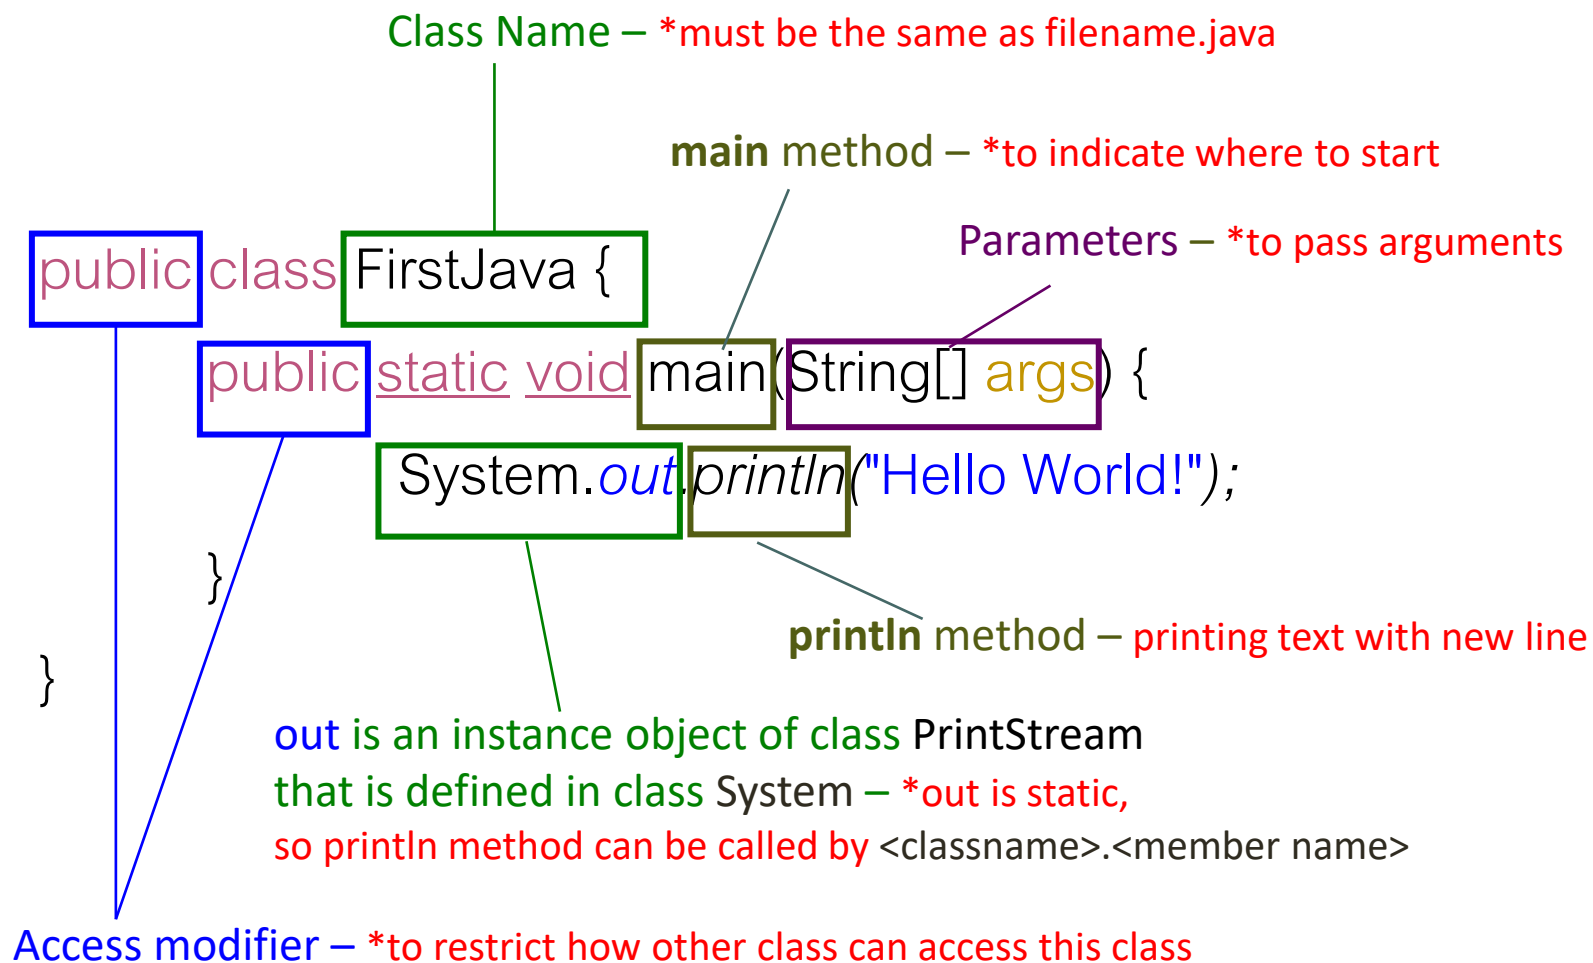 Class Name – *must be the same as filename.java
main method – *to indicate where to start
Parameters – *to pass arguments
public class FirstJava {
public static void main(String[] args) {
System.out.println("Hello World!");
}
println method – printing text with new line
}
out is an instance object of class PrintStream
that is defined in class System – *out is static,
so println method can be called by <classname>.<member name>
Access modifier – *to restrict how other class can access this class